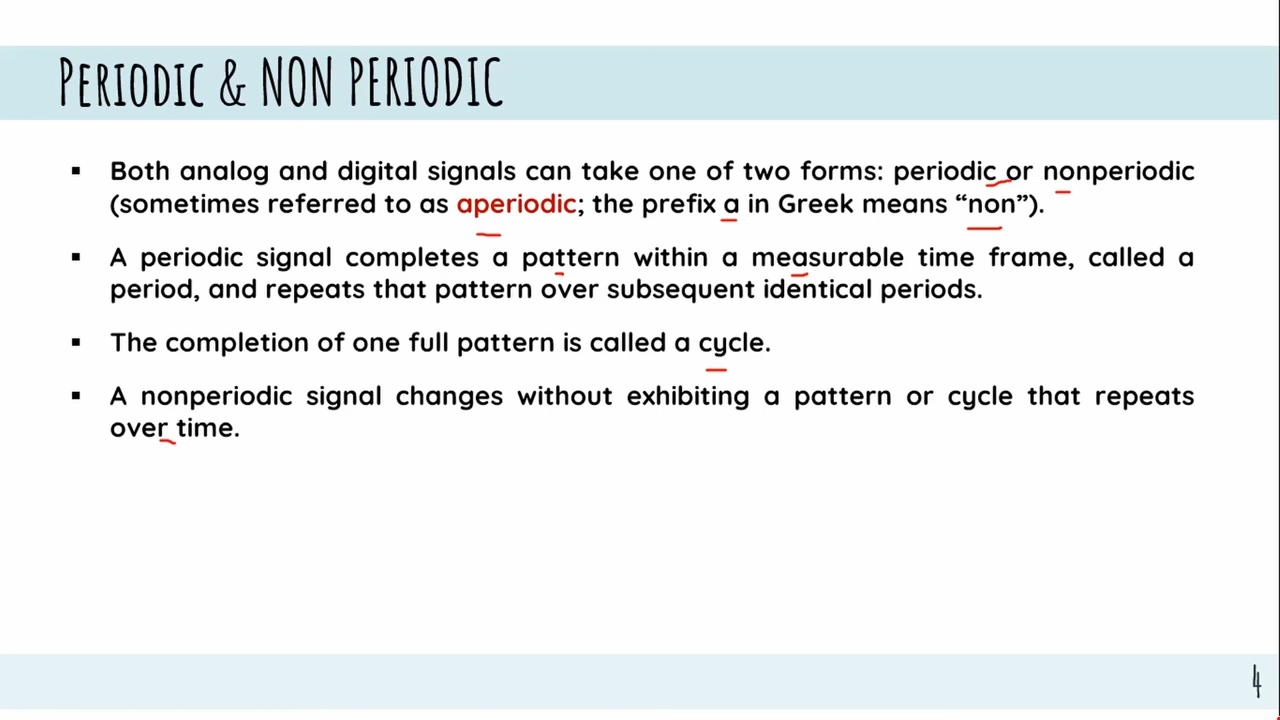 PERIODIC & NON PERIODIC
▪ Both analog and digital signals can take one of two forms: periodic or nonperiodic
(sometimes referred to as aperiodic; the prefix a in Greek means “non”).
▪ A periodic signal completes a pattern within a measurable time frame, called a
period, and repeats that pattern over subsequent identical periods.
▪ The completion of one full pattern is called a cycle.
▪ A nonperiodic signal changes without exhibiting a pattern or cycle that repeats
over time.
4